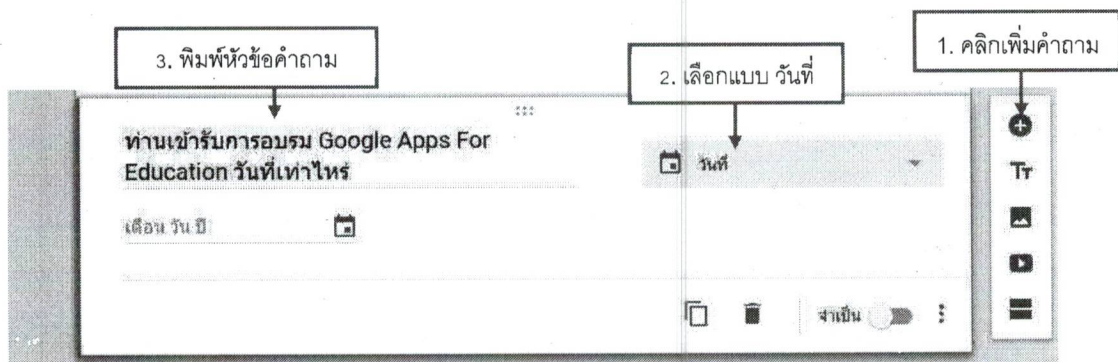 1. คลิกเพิ่มคำถาม
3. พิมพ์หัวข้อคำถาม
2. เลือกแบบ วันที่
ท่านเข้ารับการอบรม Google Apps For
Education วันที่เท่าไหร่
วันที่
Tт
เดือน วัน ปี
จำเป็น